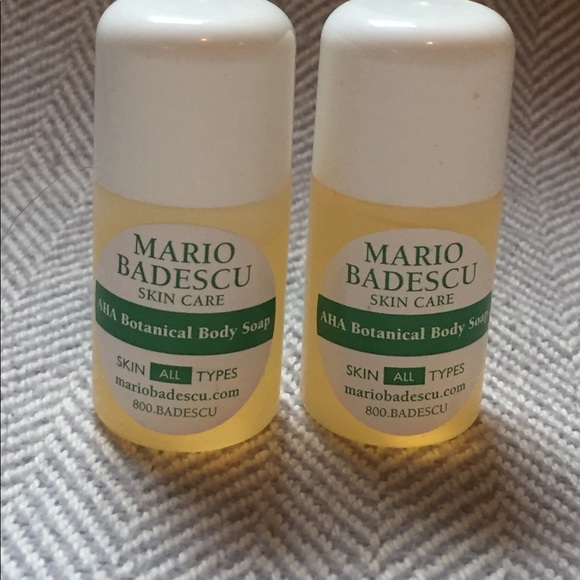 MARIO
BADESCU
SKIN CARE
AHA Botanical Body Soap
SKIN ALL TYPES
mariobadescu.com
800.BADESCU
MARIO
BADESCU
SKIN CARE
AHA Botanical Body Soap
SKIN ALL TYPES
mariobadescu.com
800.BADESCU